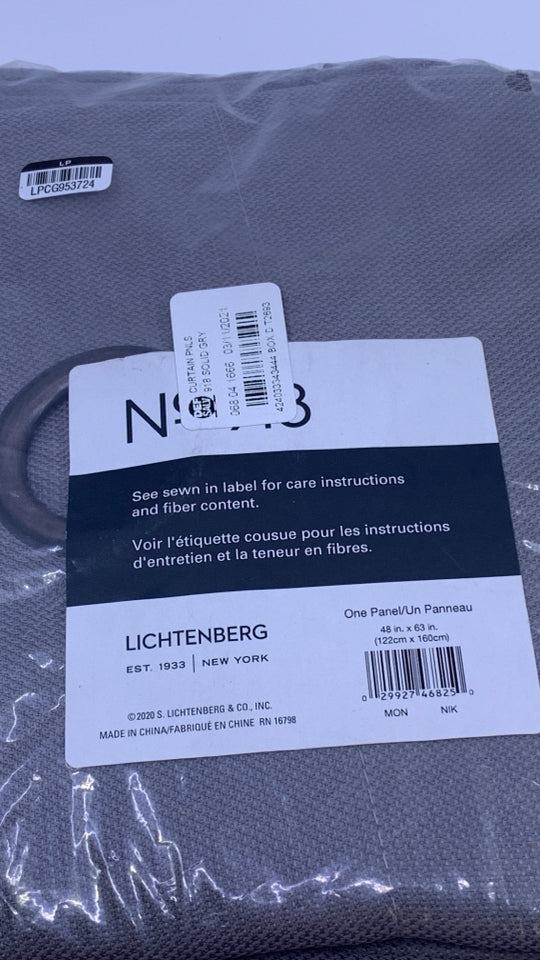 LP
LPCG953724
CURTAIN PNLS
918 SOLID/GRY
068 04 1666 03/11/2021
424033343444 BOX D T2693
See sewn in label for care instructions
and fiber content.
Voir l'étiquette cousue pour les instructions
d'entretien et la teneur en fibres.
LICHTENBERG
EST. 1933 | NEW YORK
©2020 S. LICHTENBERG & CO., INC.
MADE IN CHINA/FABRIQUÉ EN CHINE RN 16798
One Panel/Un Panneau
48 in. x 63 in.
(122cm x 160cm)
0 29927 46825 0
MON NIK